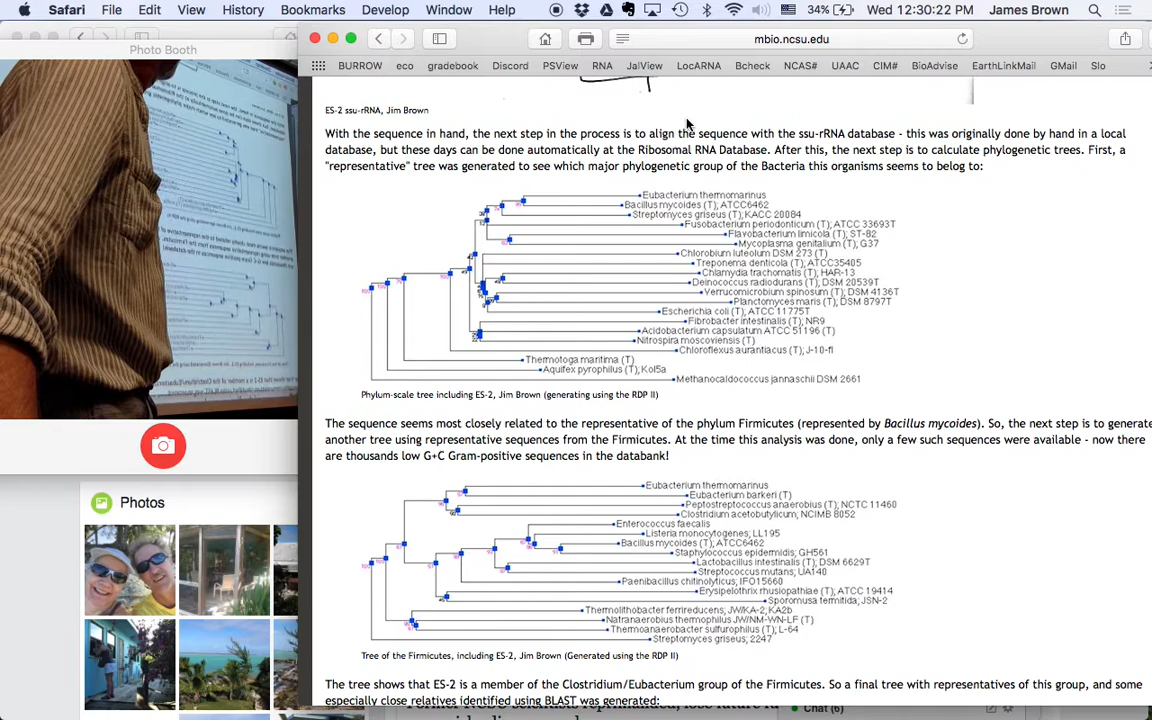 Safari File Edit View History Bookmarks Develop Window Help 34% Wed 12:30:22 PM James Brown
Photo Booth
mbio.ncsu.edu
BURROW eco gradebook Discord PSView RNA JalView LocARNA Bcheck NCAS# UAAC CIM# BioAdvise EarthLinkMail GMail Slo
ES-2 ssu-rRNA, Jim Brown
With the sequence in hand, the next step in the process is to align the sequence with the ssu-rRNA database - this was originally done by hand in a local
database, but these days can be done automatically at the Ribosomal RNA Database. After this, the next step is to calculate phylogenetic trees. First, a
"representative" tree was generated to see which major phylogenetic group of the Bacteria this organisms seems to belog to:
Eubacterium thermomarinus
Bacillus mycoides (T); ATCC6462
Streptomyces griseus (T); KACC 20084
Fusobacterium periodonticum (T); ATCC 33693T
Flavobacterium limicola (T); ST-82
Mycoplasma genitalium (T); G37
Chlorobium luteolum DSM 273 (T)
Treponema denticola (T); ATCC35405
Chlamydia trachomatis (T); HAR-13
Deinococcus radiodurans (T); DSM 20539T
Verrucomicrobium spinosum (T); DSM 4136T
Planctomyces maris (T); DSM 8797T
Escherichia coli (T); ATCC 11775T
Fibrobacter intestinalis (T); NR9
Acidobacterium capsulatum ATCC 51196 (T)
Nitrospira moscoviensis (T)
Chloroflexus aurantiacus (T); J-10-fl
Thermotoga maritima (T)
Aquifex pyrophilus (T); Kol5a
Methanocaldococcus jannaschii DSM 2661
Phylum-scale tree including ES-2, Jim Brown (generating using the RDP II)
The sequence seems most closely related to the representative of the phylum Firmicutes (represented by Bacillus mycoides). So, the next step is to generate
another tree using representative sequences from the Firmicutes. At the time this analysis was done, only a few such sequences were available - now there
are thousands low G+C Gram-positive sequences in the databank!
Eubacterium thermomarinus
Eubacterium barkeri (T)
Peptostreptococcus anaerobius (T); NCTC 11460
Clostridium acetobutylicum; NCIMB 8052
Enterococcus faecalis
Listeria monocytogenes; LL195
Bacillus mycoides (T); ATCC6462
Staphylococcus epidermidis; GH561
Lactobacillus intestinalis (T); DSM 6629T
Streptococcus mutans; UA140
Paenibacillus chitinolyticus; IFO15660
Erysipelothrix rhusiopathiae (T); ATCC 19414
Sporomusa termitida; JSN-2
Thermolithobacter ferrireducens; JW/KA-2; KA2b
Natranaerobius thermophilus JW/NM-WN-LF (T)
Thermoanaerobacter sulfurophilus (T); L-64
Streptomyces griseus; 2247
Tree of the Firmicutes, including ES-2, Jim Brown (Generated using the RDP II)
The tree shows that ES-2 is a member of the Clostridium/Eubacterium group of the Firmicutes. So a final tree with representatives of this group, and some
especially close relatives identified using BLAST was generated:
Photos
Chat (6)